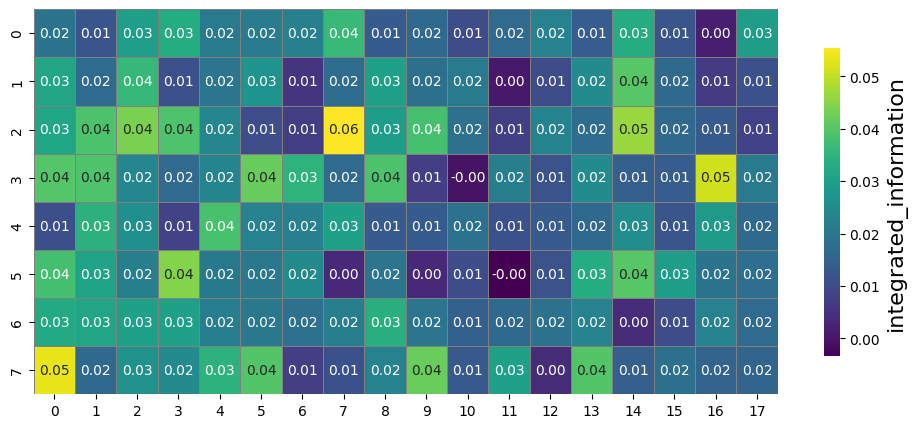 0 0.02 0.01 0.03 0.03 0.02 0.02 0.02 0.04 0.01 0.02 0.01 0.02 0.02 0.01 0.03 0.01 0.00 0.03
1 0.03 0.02 0.04 0.01 0.02 0.03 0.01 0.02 0.03 0.02 0.02 0.00 0.01 0.02 0.04 0.02 0.01 0.01
2 0.03 0.04 0.04 0.04 0.02 0.01 0.01 0.06 0.03 0.04 0.02 0.01 0.02 0.02 0.05 0.02 0.01 0.01
3 0.04 0.04 0.02 0.02 0.02 0.04 0.03 0.02 0.04 0.01 -0.00 0.02 0.01 0.02 0.01 0.01 0.05 0.02
4 0.01 0.03 0.03 0.01 0.04 0.02 0.02 0.03 0.01 0.01 0.02 0.01 0.01 0.02 0.03 0.01 0.03 0.02
5 0.04 0.03 0.02 0.04 0.02 0.02 0.02 0.00 0.02 0.00 0.01 -0.00 0.01 0.03 0.04 0.03 0.02 0.02
6 0.03 0.03 0.03 0.03 0.02 0.02 0.02 0.02 0.03 0.02 0.01 0.02 0.02 0.02 0.00 0.01 0.02 0.02
7 0.05 0.02 0.03 0.02 0.03 0.04 0.01 0.01 0.02 0.04 0.01 0.03 0.00 0.04 0.01 0.02 0.02 0.02
0 1 2 3 4 5 6 7 8 9 10 11 12 13 14 15 16 17
0.05
0.04
0.03
0.02
0.01
0.00
integrated_information